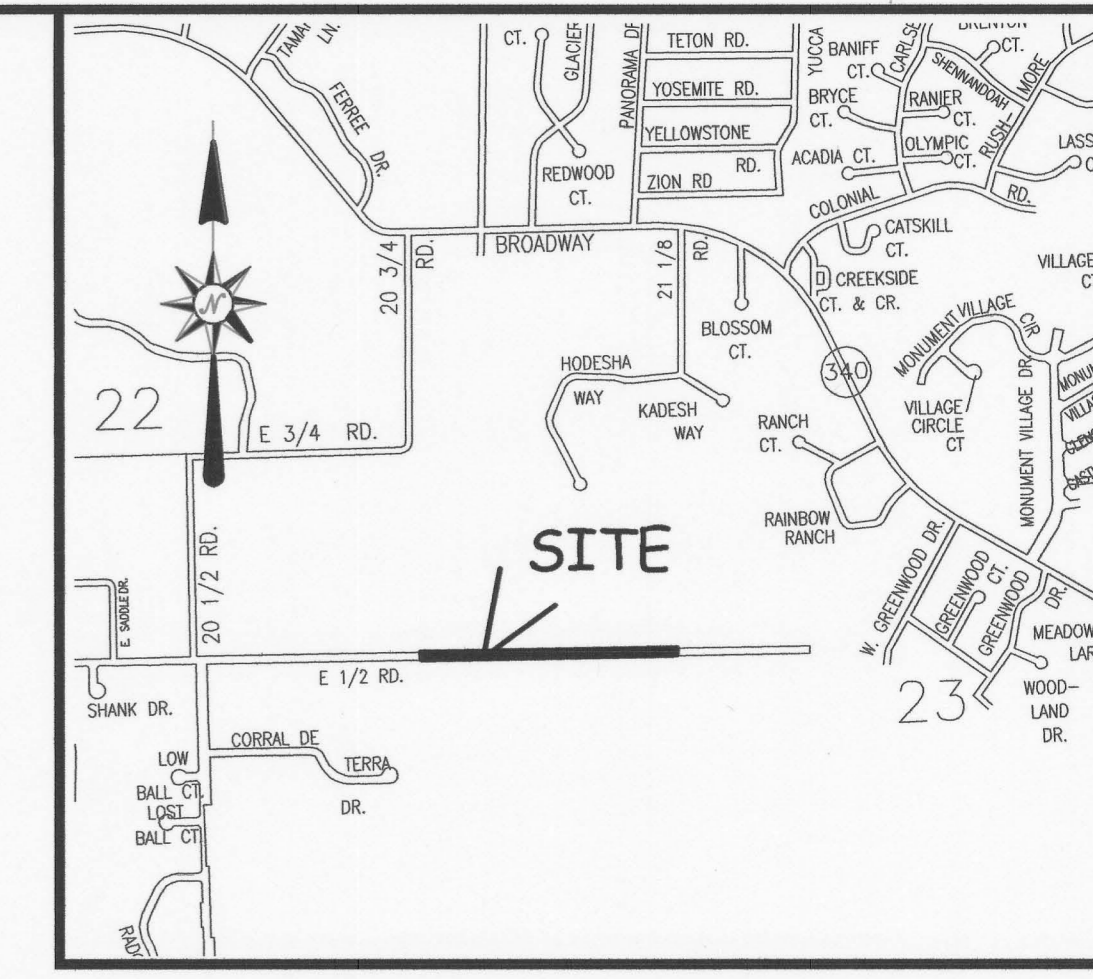 LN.
FERREE
DR.
CT.
GLACIER
REDWOOD
CT.
TETON RD.
YOSEMITE RD.
YELLOWSTONE
RD.
ZION RD
YUCCA
BANIFF
CT.
BRYCE
CT.
RANIER
CT.
OLYMPIC
CT.
ACADIA CT.
SHENNANDOAH
CT.
RUSH-
MORE
RD.
COLONIAL
CATSKILL
CT.
CREEKSIDE
CT. & CR.
BROADWAY
20 3/4
RD.
21 1/8
RD.
BLOSSOM
CT.
340
N
22
E 3/4 RD.
HODESHA
WAY
KADESH
WAY
RANCH
CT.
RAINBOW
RANCH
MONUMENT VILLAGE
CIR
VILLAGE
CIRCLE
CT
MONUMENT VILLAGE DR.
VILLAGE
SITE
20 1/2 RD.
E. SADDLE DR.
E 1/2 RD.
SHANK DR.
W. GREENWOOD DR.
GREENWOOD
CT.
GREENWOOD
DR.
MEADOW
23
WOOD-
LAND
DR.
CORRAL DE
TERRA
DR.
LOW
BALL CT.
LOST
BALL CT